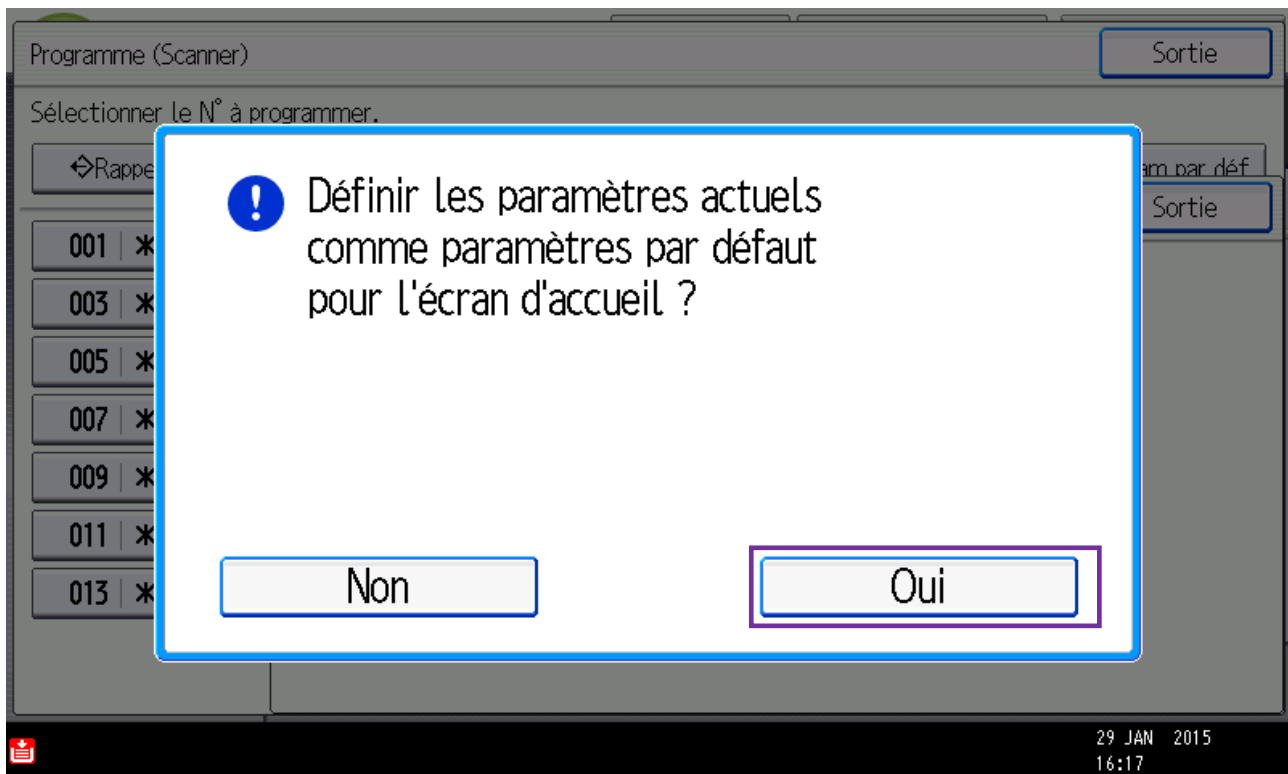 Programme (Scanner)
Sortie
Sélectionner le N° à programmer.
Sortie
001
003
005
007
009
011
013
Définir les paramètres actuels
comme paramètres par défaut
pour l'écran d'accueil ?
Non
Oui
29 JAN 2015
16:17